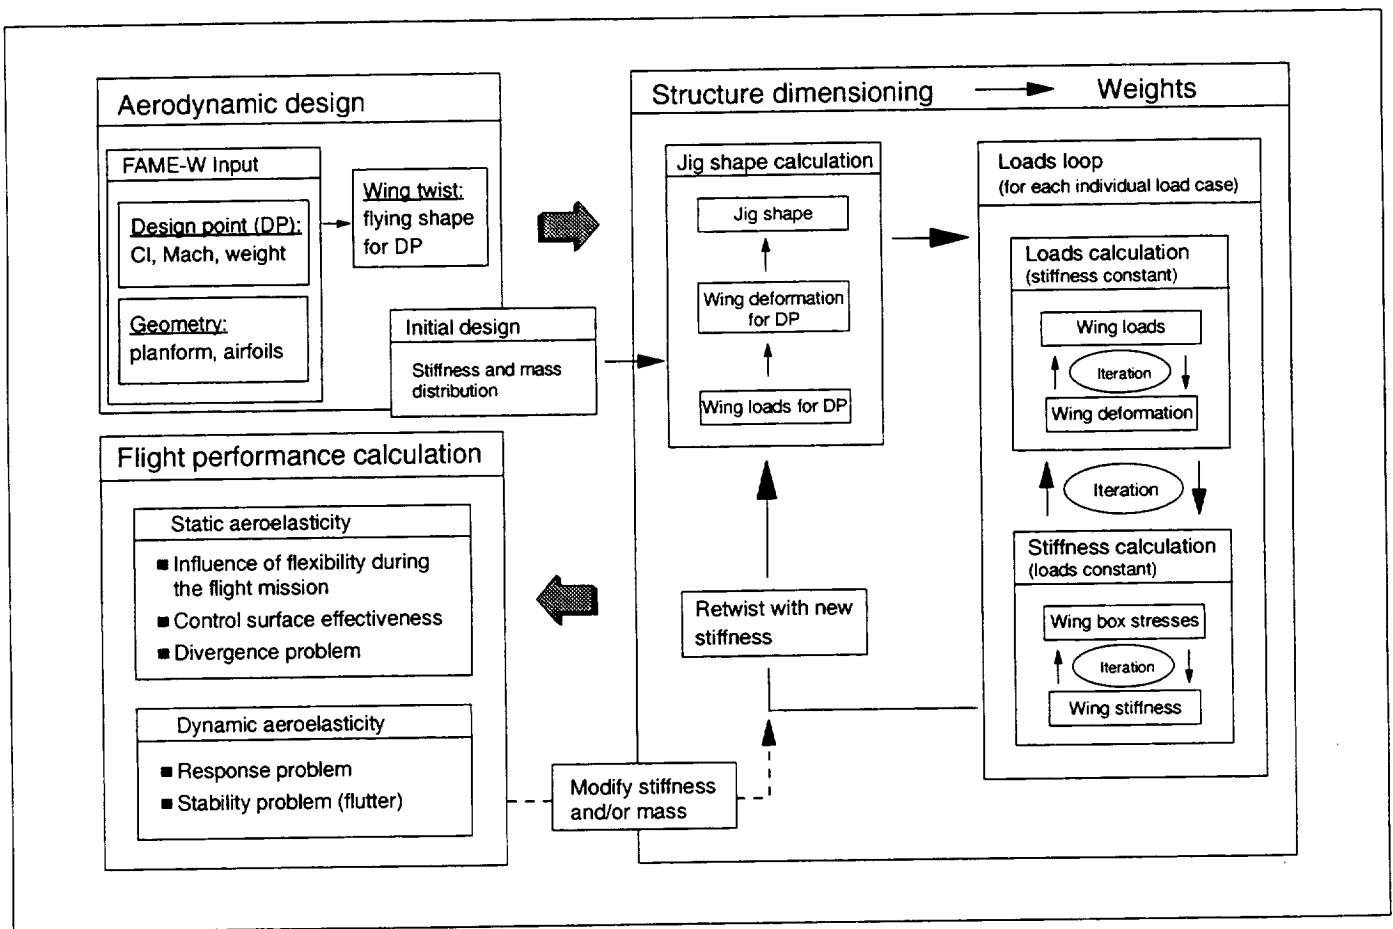 Aerodynamic design
FAME-W Input
Design point (DP):
Cl, Mach, weight
Geometry:
planform, airfoils
Wing twist:
flying shape
for DP
Initial design
Stiffness and mass
distribution
Structure dimensioning Weights
Jig shape calculation
Jig shape
Wing deformation
for DP
Wing loads for DP
Retwist with new
stiffness
Loads loop
(for each individual load case)
Loads calculation
(stiffness constant)
Wing loads
Iteration
Wing deformation
Iteration
Stiffness calculation
(loads constant)
Wing box stresses
Iteration
Wing stiffness
Flight performance calculation
Static aeroelasticity
■ Influence of flexibility during
the flight mission
■ Control surface effectiveness
■ Divergence problem
Dynamic aeroelasticity
■ Response problem
■ Stability problem (flutter)
Modify stiffness
and/or mass